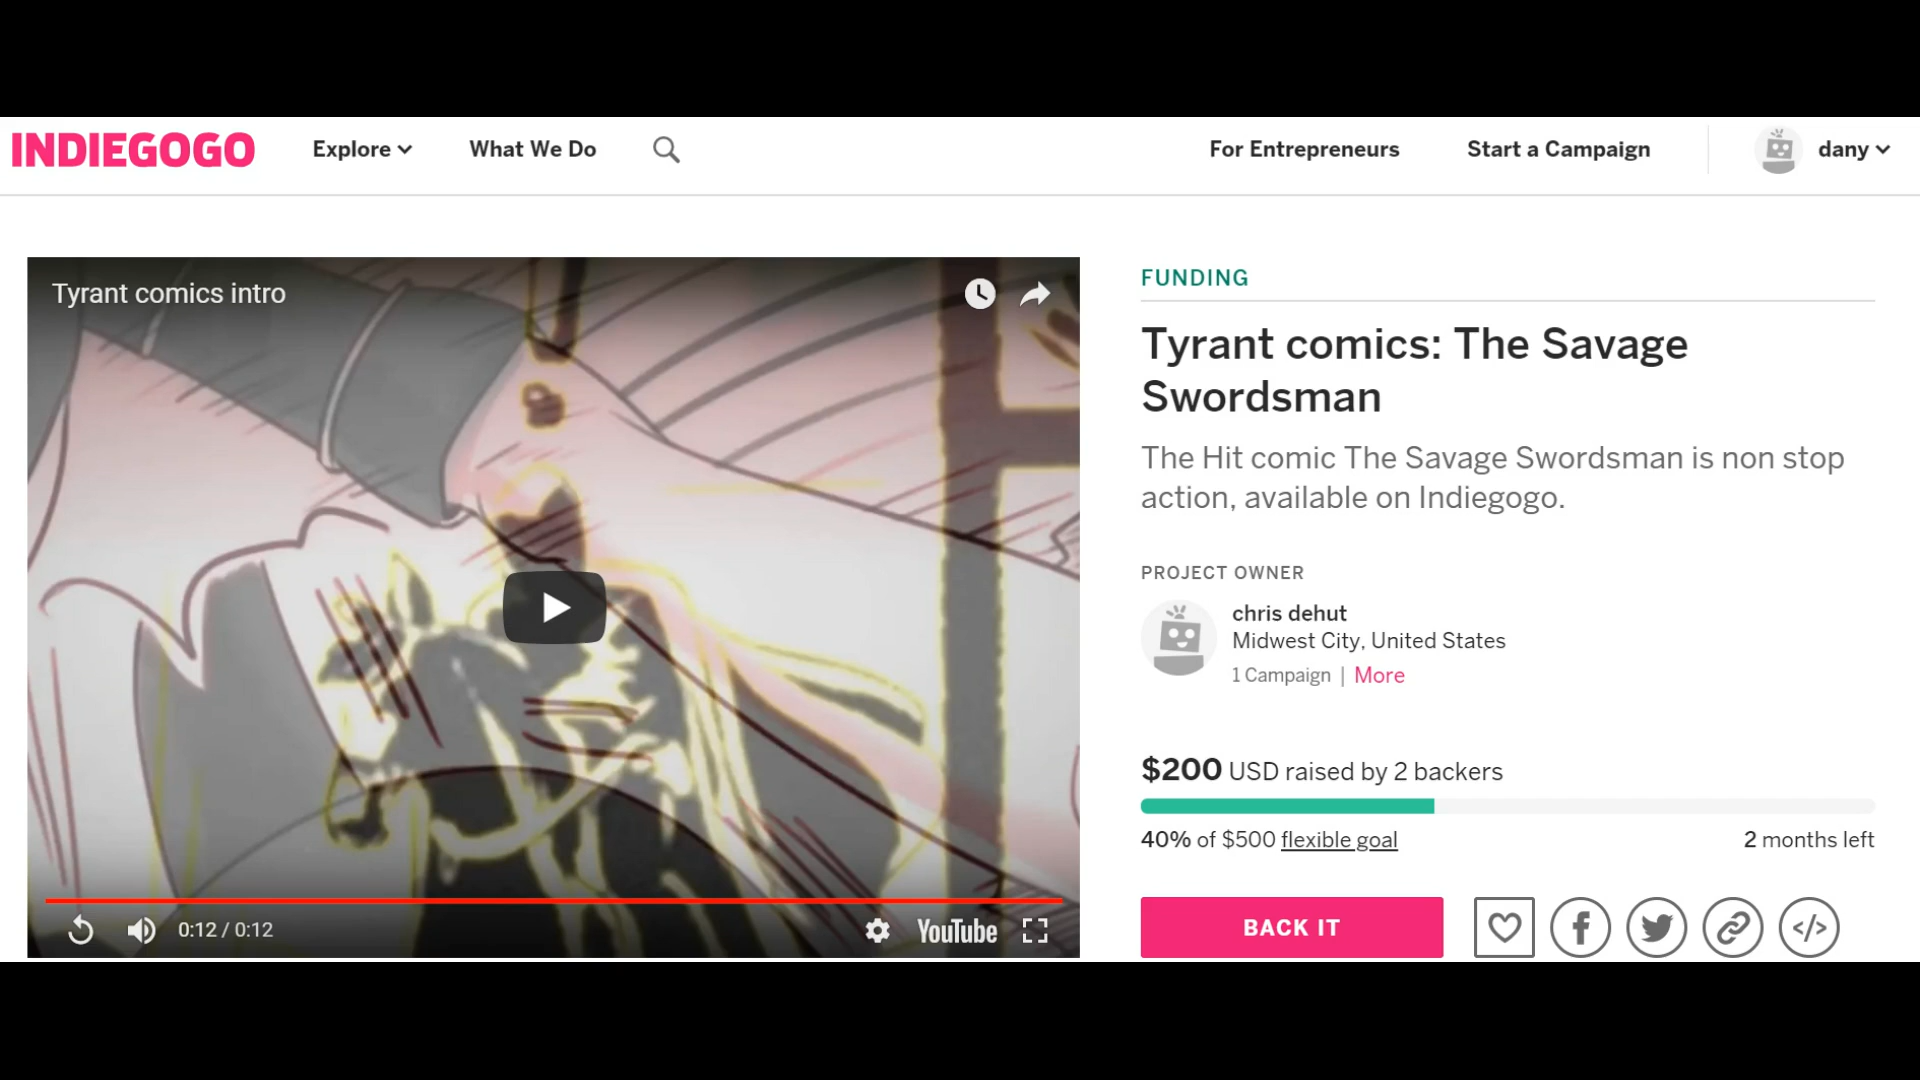 INDIEGOGO
Explore
What We Do
For Entrepreneurs
Start a Campaign
dany
Tyrant comics intro
0:12 / 0:12
YouTube
FUNDING
Tyrant comics: The Savage
Swordsman
The Hit comic The Savage Swordsman is non stop
action, available on Indiegogo.
PROJECT OWNER
chris dehut
Midwest City, United States
1 Campaign | More
$200 USD raised by 2 backers
40% of $500 flexible goal
2 months left
BACK IT